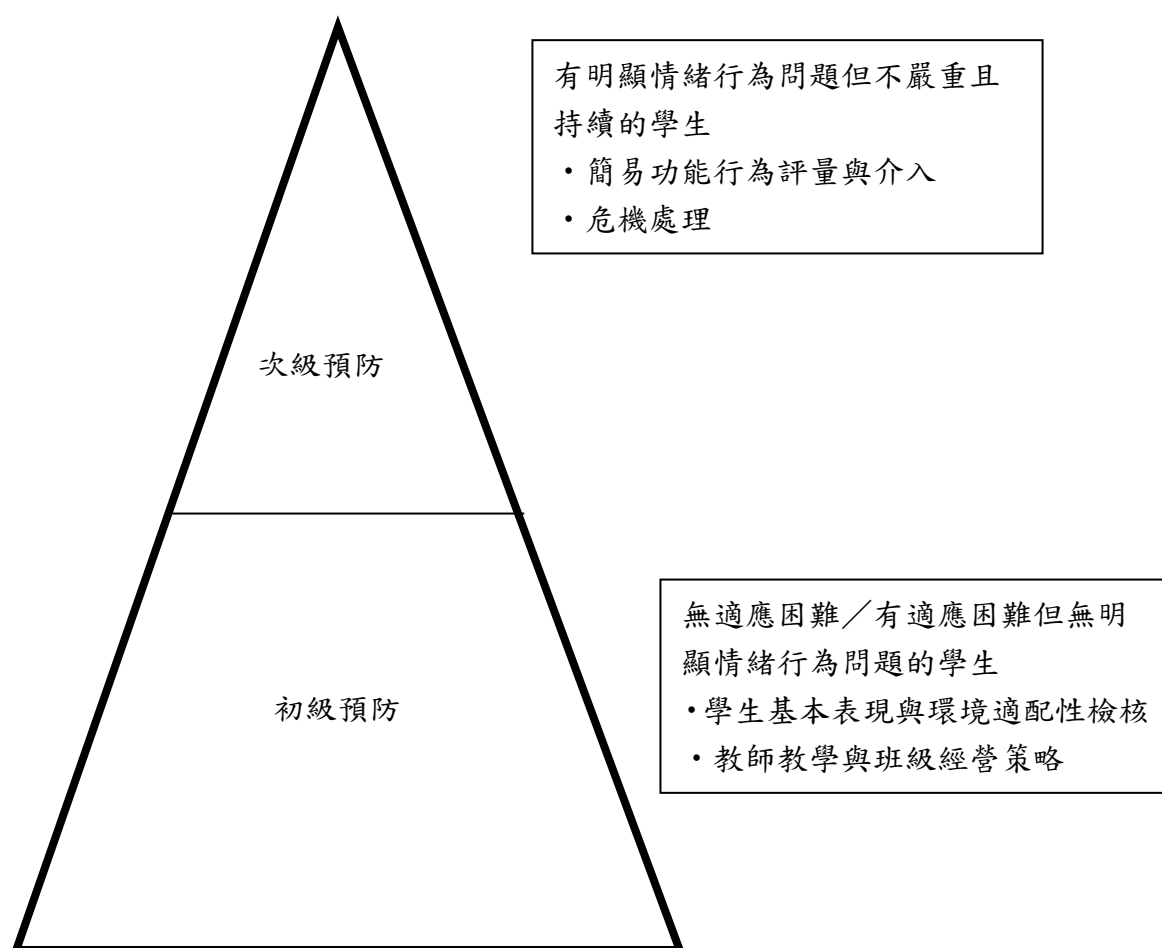 有明顯情緒行為問題但不嚴重且
持續的學生
・簡易功能行為評量與介入
・危機處理
次級預防
無適應困難／有適應困難但無明
顯情緒行為問題的學生
・學生基本表現與環境適配性檢核
・教師教學與班級經營策略
初級預防